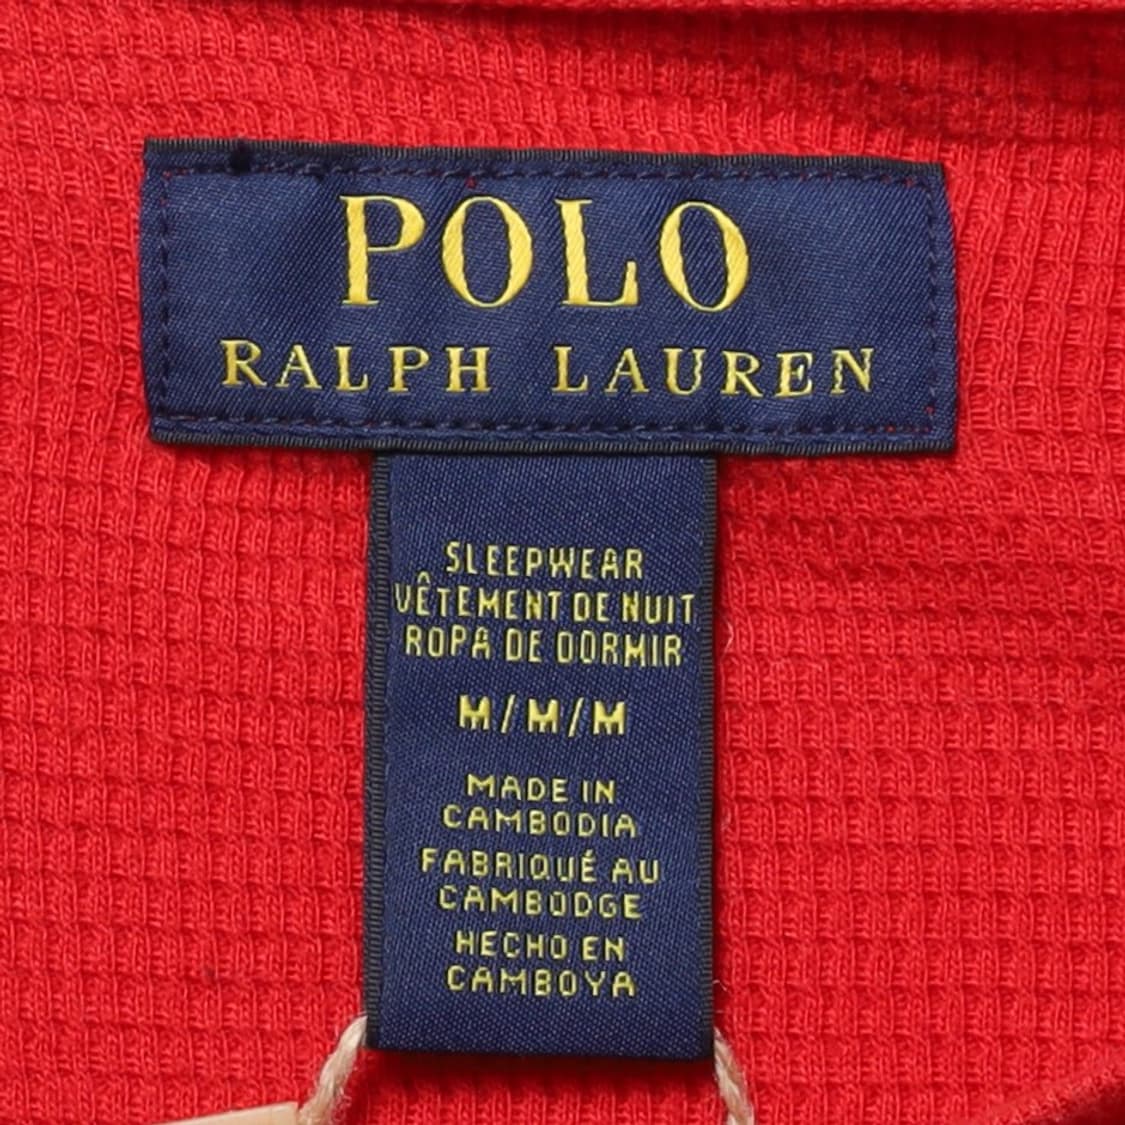 POLO
RALPH LAUREN
SLEEPWEAR
VÊTEMENT DE NUIT
ROPA DE DORMIR
M/M/M
MADE IN
CAMBODIA
FABRIQUÉ AU
CAMBODGE
HECHO EN
CAMBOYA